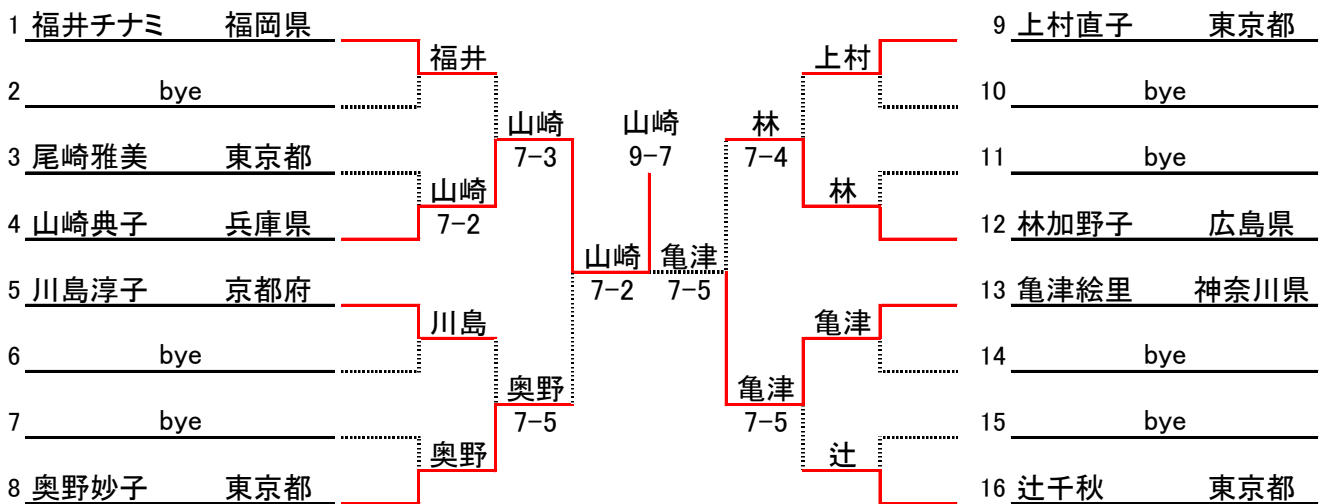 1 福井チナミ 福岡県
2 bye
3 尾崎雅美 東京都
4 山崎典子 兵庫県
5 川島淳子 京都府
6 bye
7 bye
8 奥野妙子 東京都
福井
山崎
7-2
川島
奥野
山崎
7-3
奥野
7-5
山崎
7-2
山崎
9-7
亀津
7-5
林
7-4
亀津
7-5
上村
林
亀津
辻
9 上村直子 東京都
10 bye
11 bye
12 林加野子 広島県
13 亀津絵里 神奈川県
14 bye
15 bye
16 辻千秋 東京都